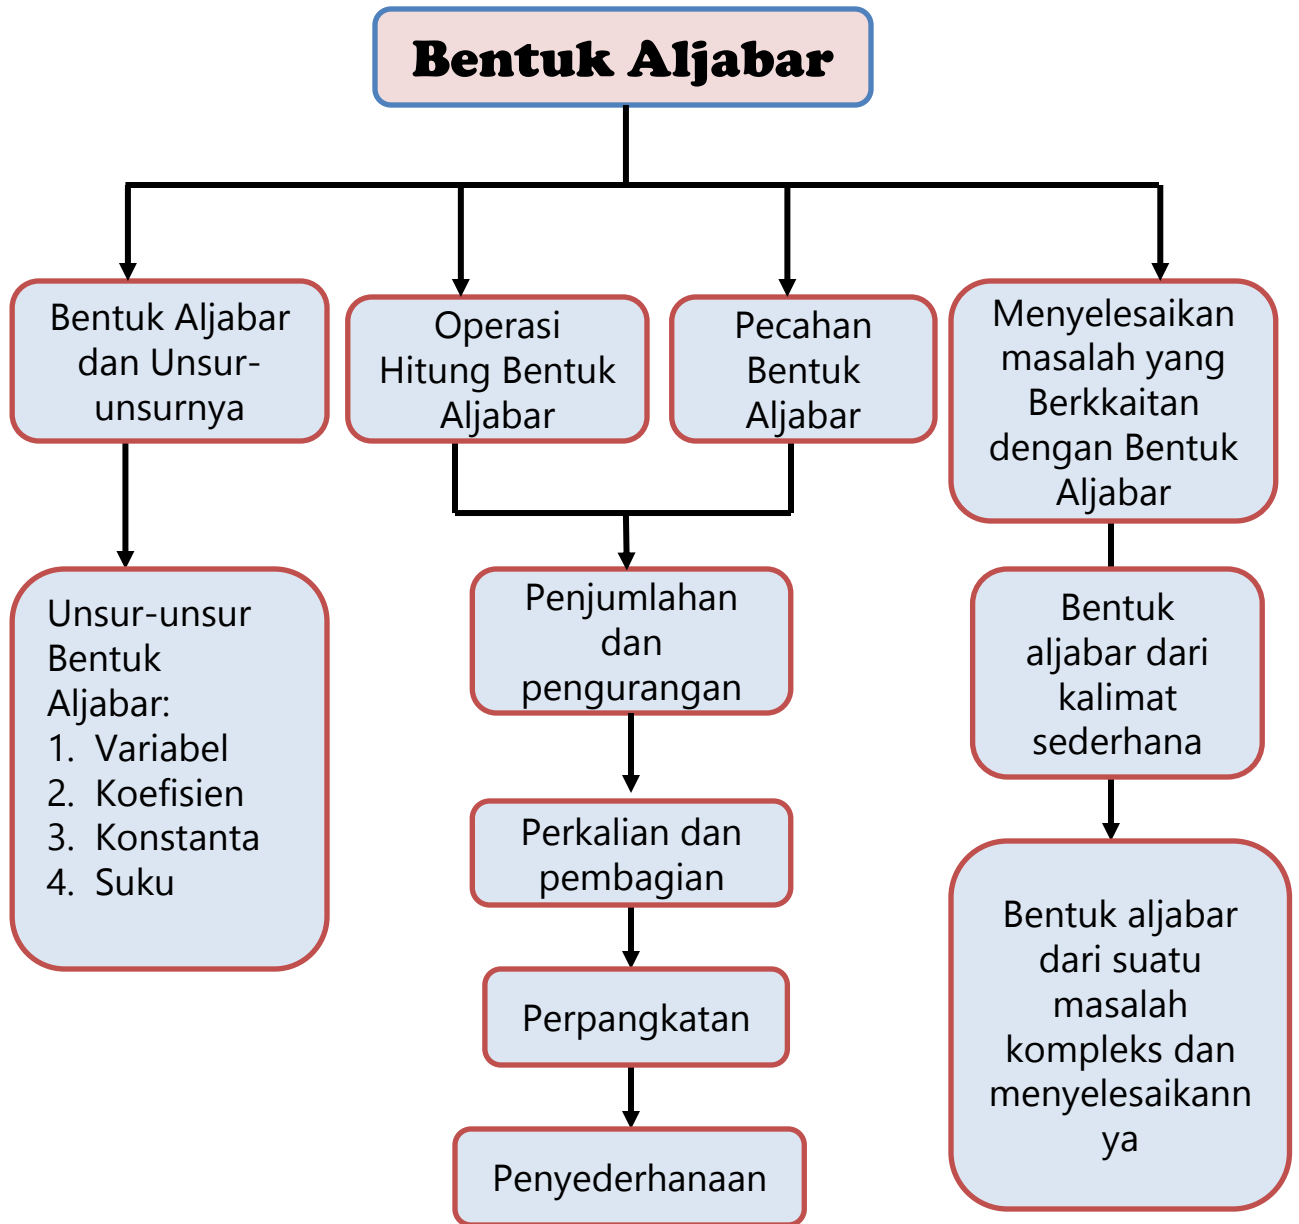 Bentuk Aljabar
Bentuk Aljabar
dan Unsur-
unsurnya
Operasi
Hitung Bentuk
Aljabar
Pecahan
Bentuk
Aljabar
Menyelesaikan
masalah yang
Berkkaitan
dengan Bentuk
Aljabar
Unsur-unsur
Bentuk
Aljabar:
1. Variabel
2. Koefisien
3. Konstanta
4. Suku
Penjumlahan
dan
pengurangan
Perkalian dan
pembagian
Perpangkatan
Penyederhanaan
Bentuk
aljabar dari
kalimat
sederhana
Bentuk aljabar
dari suatu
masalah
kompleks dan
menyelesaikann
ya